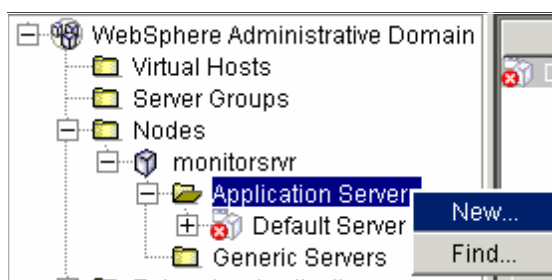 WebSphere Administrative Domain
Virtual Hosts
Server Groups
Nodes
monitorsrvr
Application Server
New...
Default Server
Find...
Generic Servers